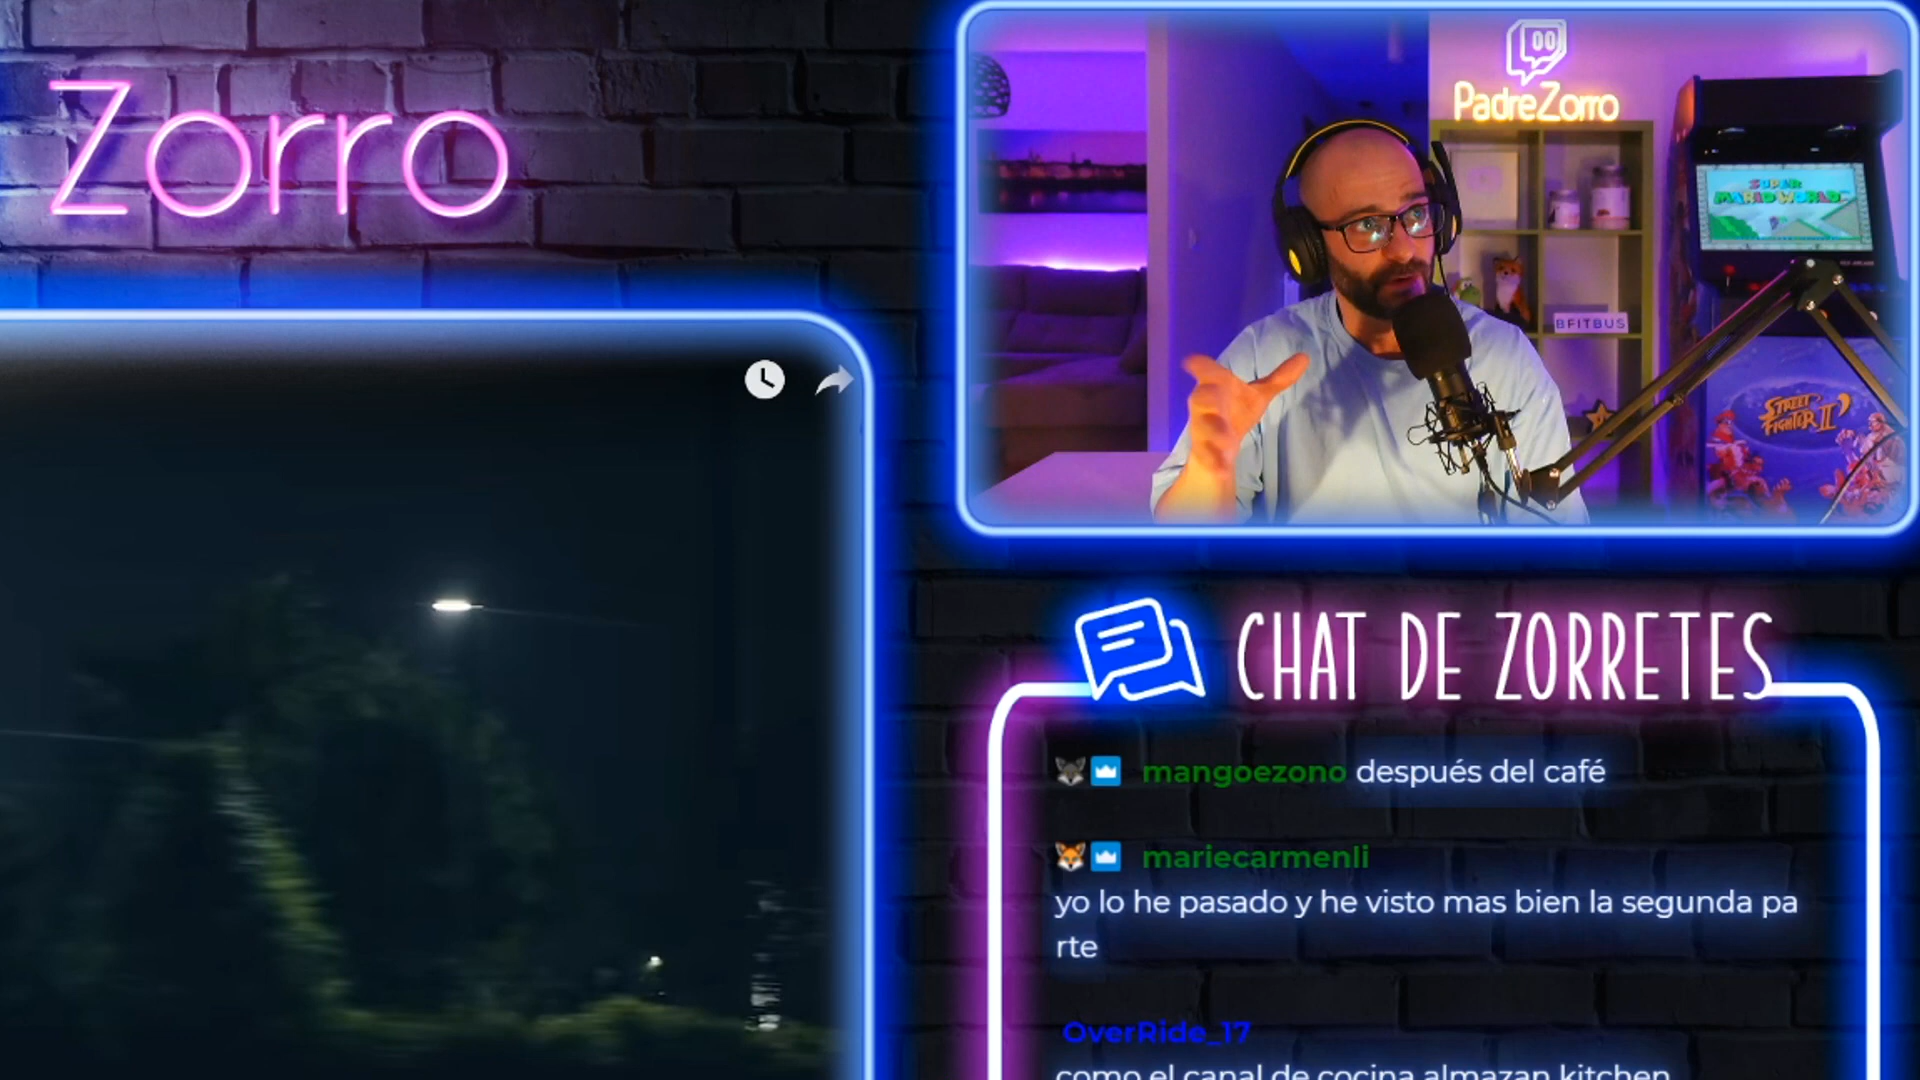 Zorro
PadreZorro
SUPER
MARIO WORLD
BFITBUS
STREET
FIGHTER II
CHAT DE ZORRETES
mangoezono después del café
mariecarmenli
yo lo he pasado y he visto mas bien la segunda pa
rte
OverRide_17
como el canal de cocina almazan kitchen